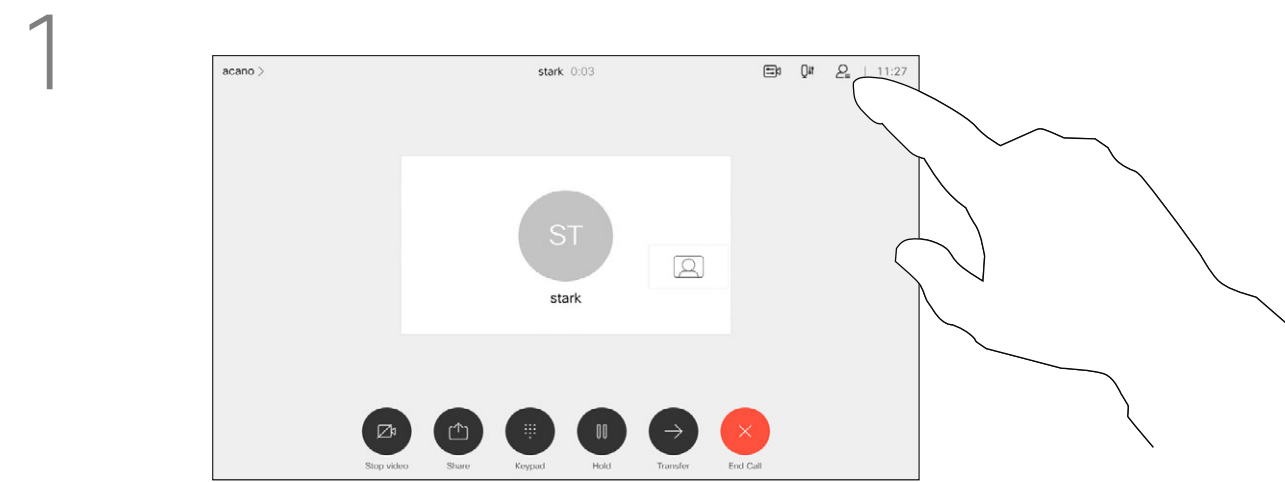 1
acano > stark 0:03 11:27
ST
stark
Stop video Share Keypad Hold Transfer End Call